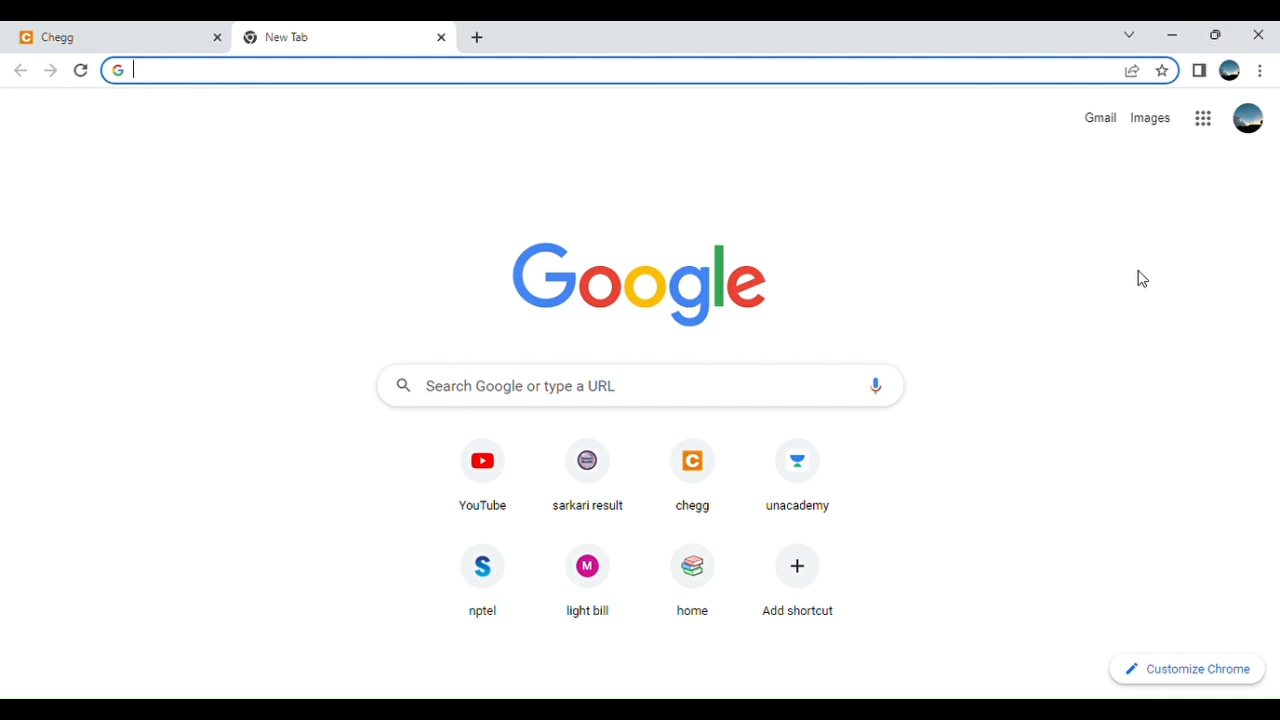 Chegg
New Tab
Gmail Images
Google
Search Google or type a URL
YouTube sarkari result chegg unacademy
nptel light bill home Add shortcut
Customize Chrome